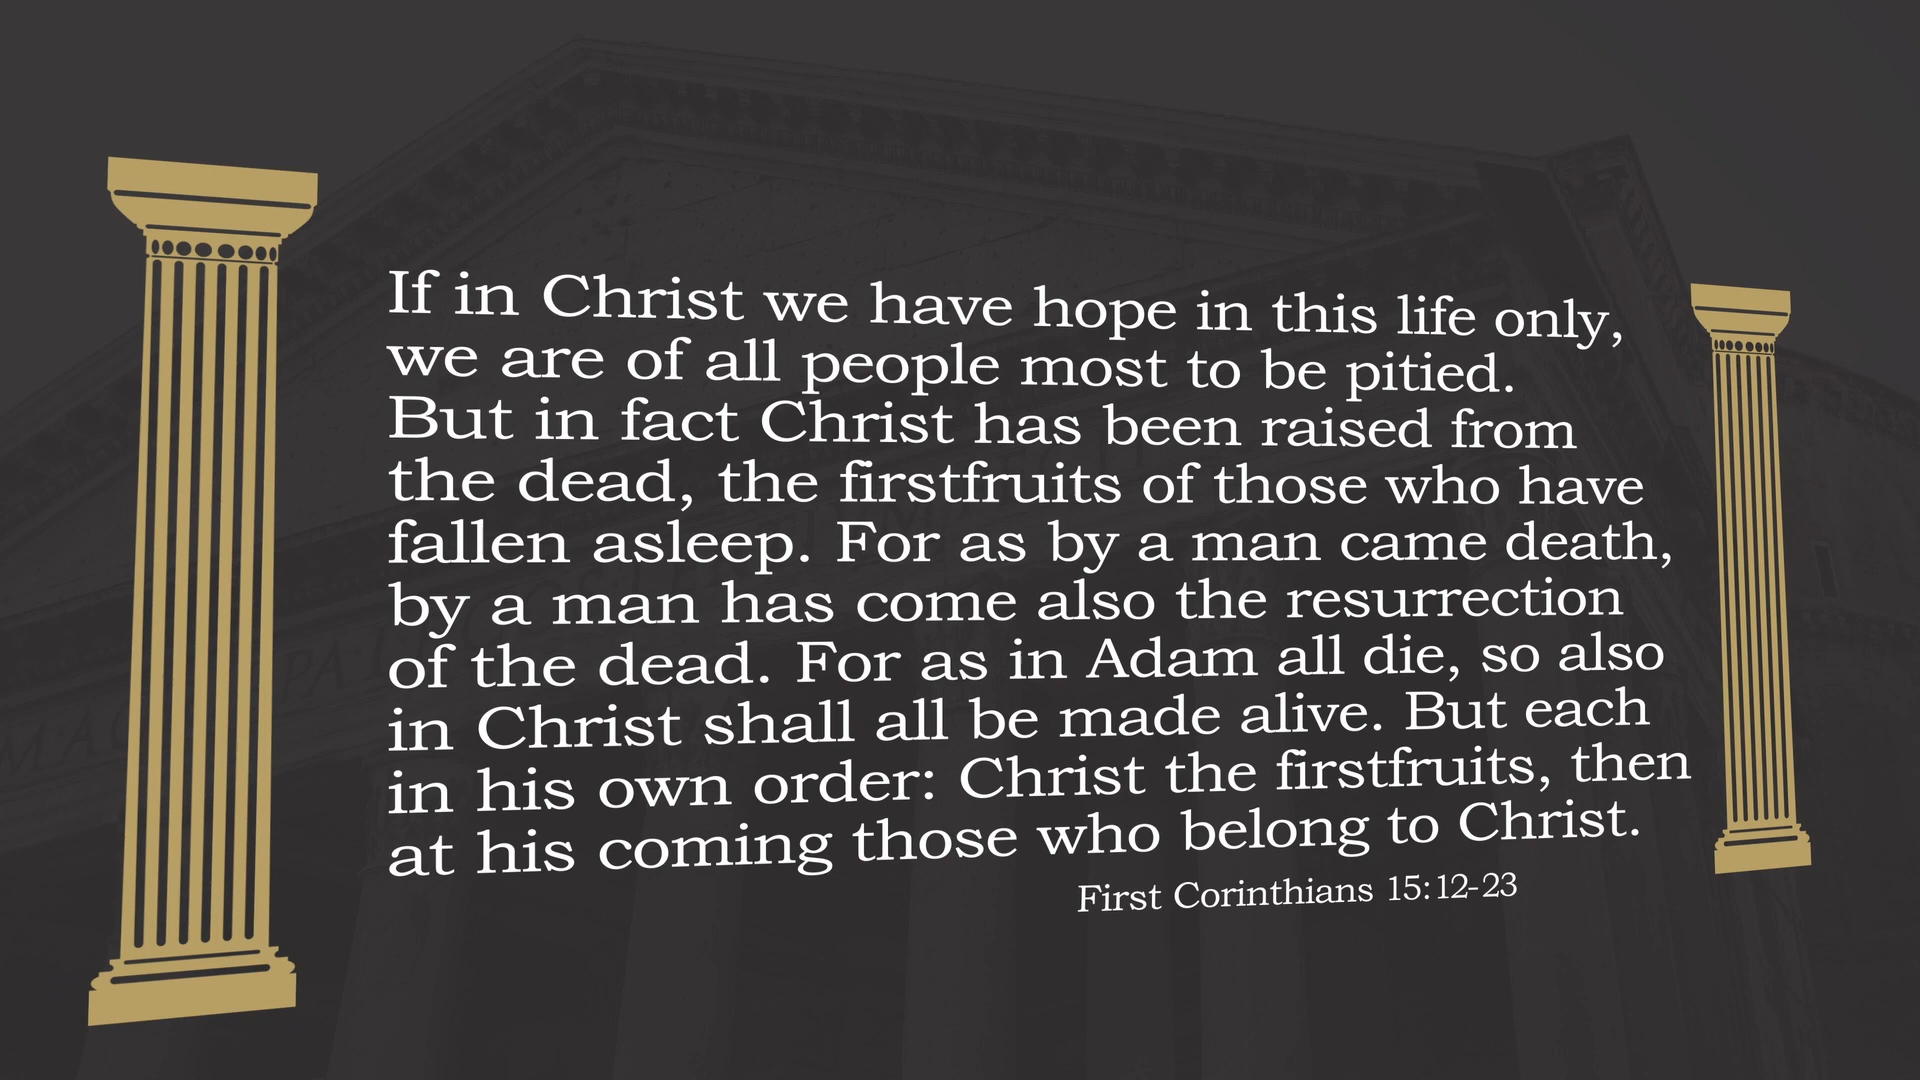 If in Christ we have hope in this life only,
we are of all people most to be pitied.
But in fact Christ has been raised from
the dead, the firstfruits of those who have
fallen asleep. For as by a man came death,
by a man has come also the resurrection
of the dead. For as in Adam all die, so also
in Christ shall all be made alive. But each
in his own order: Christ the firstfruits, then
at his coming those who belong to Christ.
First Corinthians 15:12-23